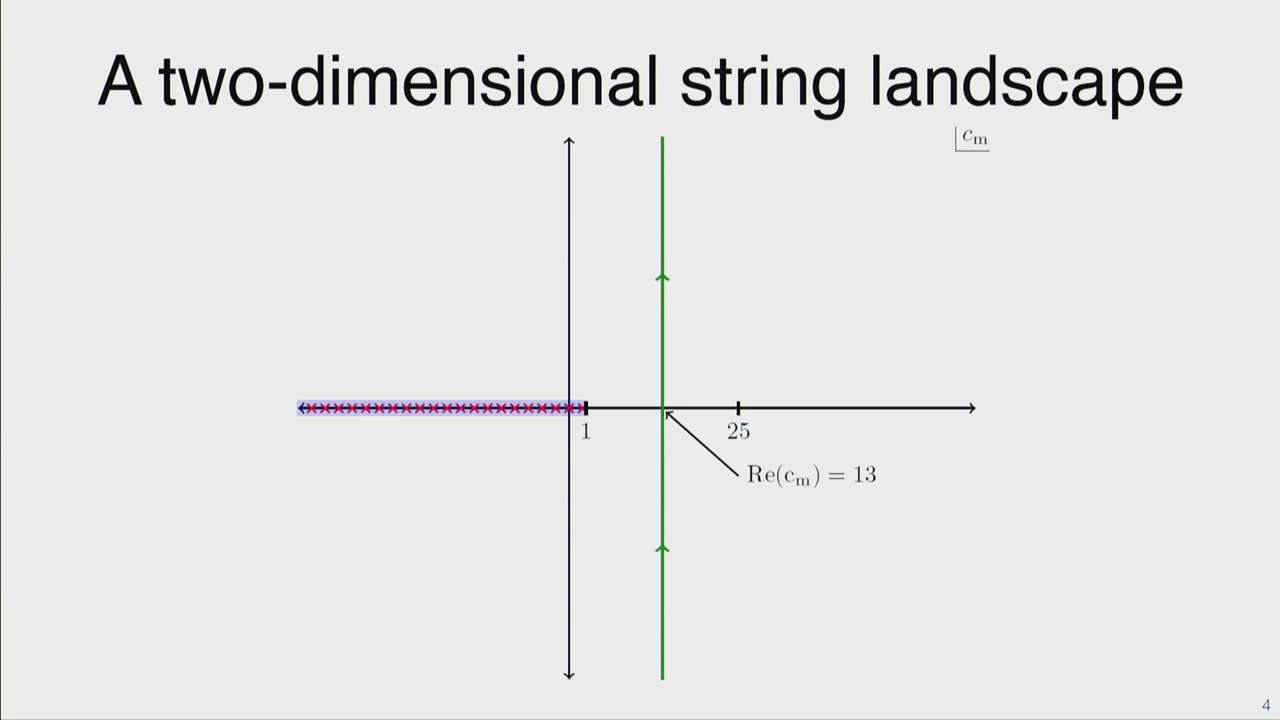 A two-dimensional string landscape
c_m
1
25
Re(c_m) = 13
4